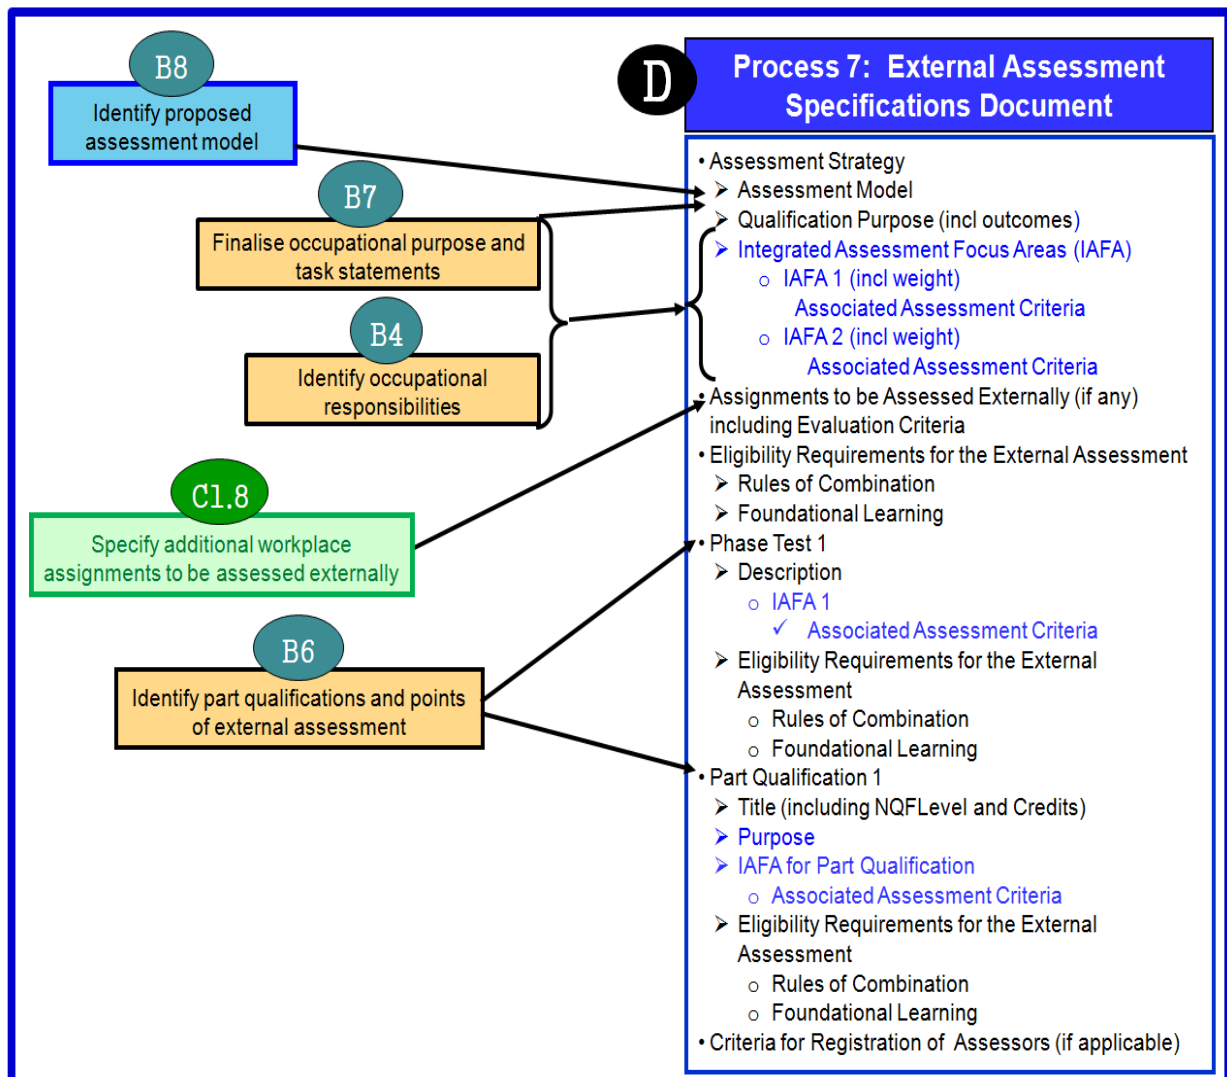 B8
Identify proposed
assessment model
B7
Finalise occupational purpose and
task statements
B4
Identify occupational
responsibilities
C1.8
Specify additional workplace
assignments to be assessed externally
B6
Identify part qualifications and points
of external assessment
D
Process 7: External Assessment
Specifications Document
• Assessment Strategy
➢ Assessment Model
➢ Qualification Purpose (incl outcomes)
➢ Integrated Assessment Focus Areas (IAFA)
o IAFA 1 (incl weight)
Associated Assessment Criteria
o IAFA 2 (incl weight)
Associated Assessment Criteria
• Assignments to be Assessed Externally (if any)
including Evaluation Criteria
• Eligibility Requirements for the External Assessment
➢ Rules of Combination
➢ Foundational Learning
• Phase Test 1
➢ Description
o IAFA 1
✓ Associated Assessment Criteria
➢ Eligibility Requirements for the External
Assessment
o Rules of Combination
o Foundational Learning
• Part Qualification 1
➢ Title (including NQFLevel and Credits)
➢ Purpose
➢ IAFA for Part Qualification
o Associated Assessment Criteria
➢ Eligibility Requirements for the External
Assessment
o Rules of Combination
o Foundational Learning
• Criteria for Registration of Assessors (if applicable)